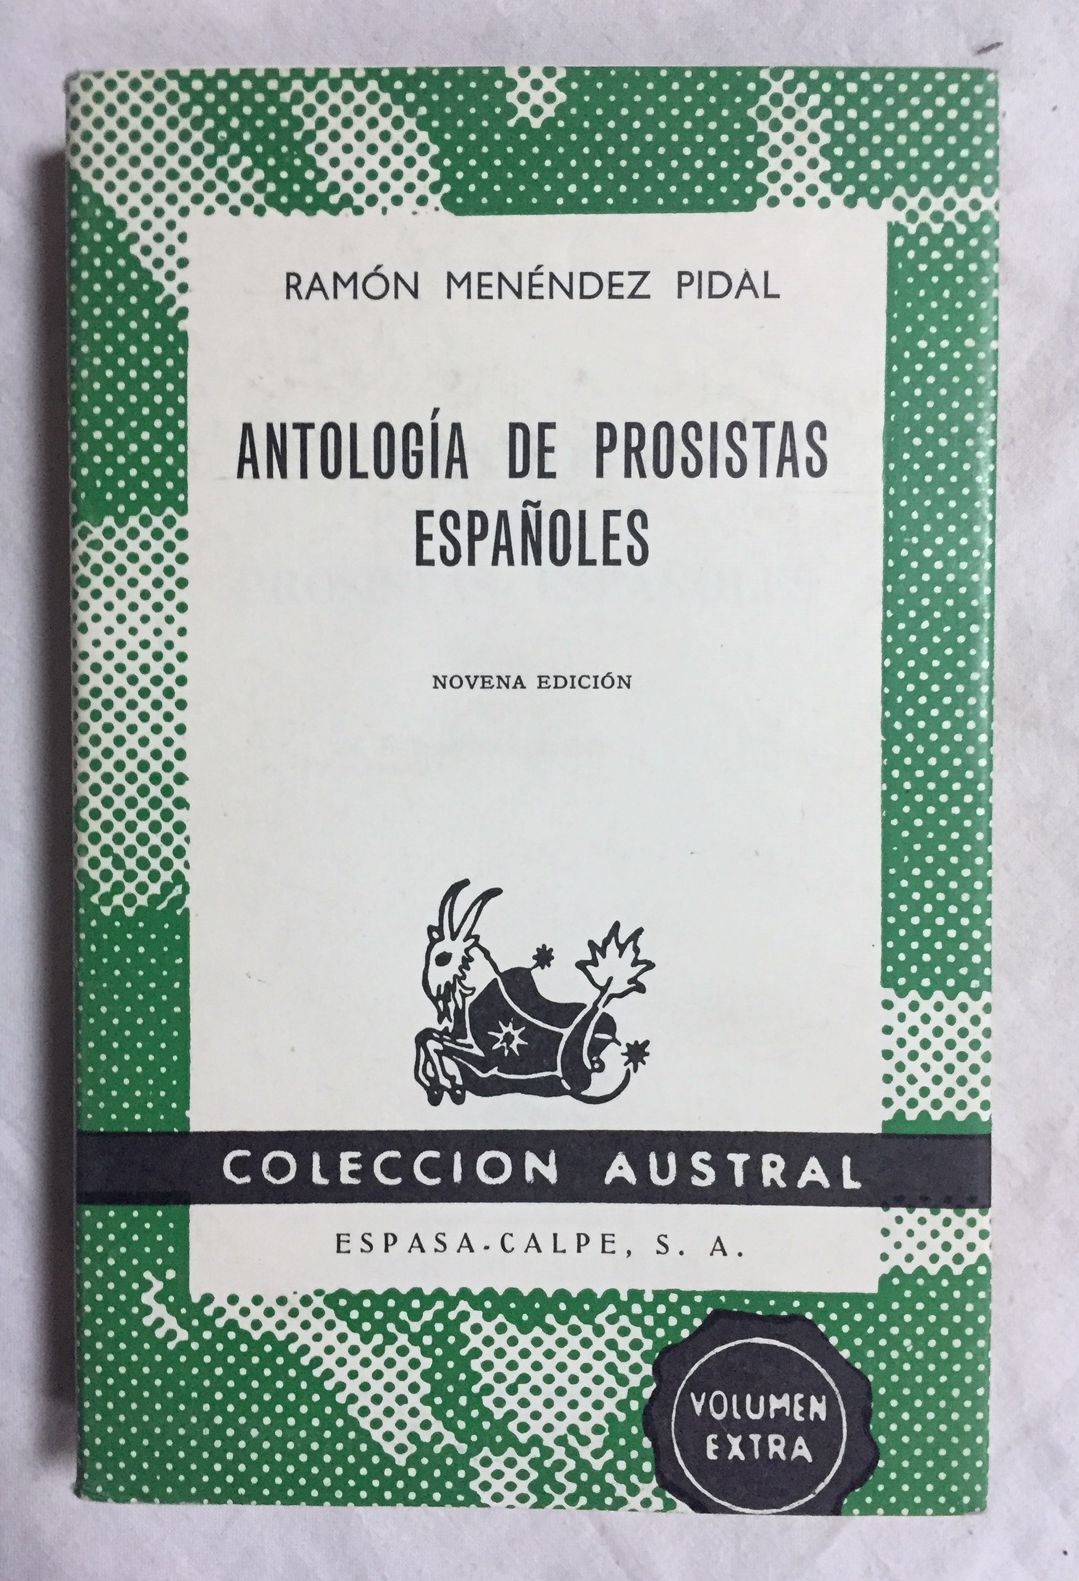 RAMÓN MENÉNDEZ PIDAL
ANTOLOGÍA DE PROSISTAS
ESPAÑOLES
NOVENA EDICIÓN
COLECCION AUSTRAL
ESPASA-CALPE, S. A.
VOLUMEN
EXTRA